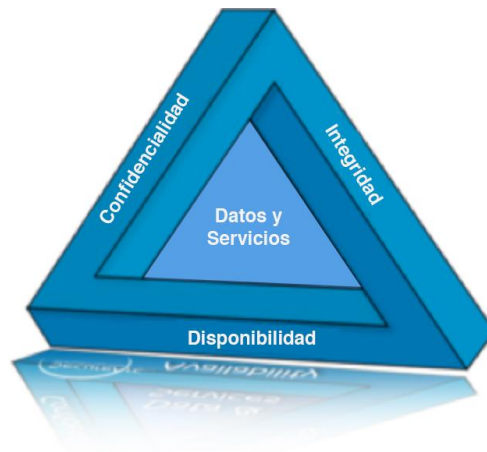 Confidencialidad
Integridad
Datos y
Servicios
Disponibilidad